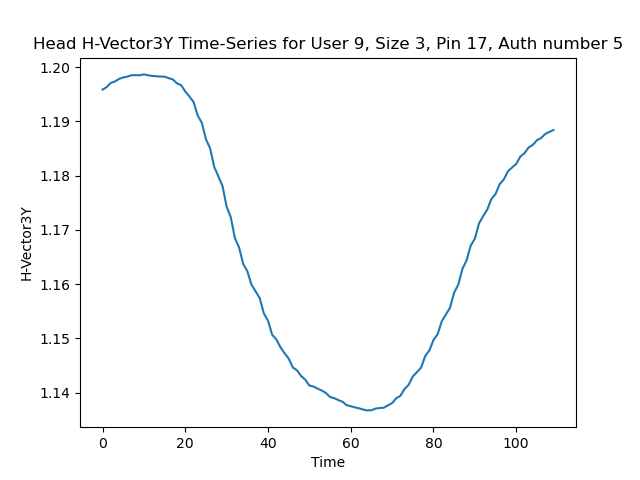 Head H-Vector3Y Time-Series for User 9, Size 3, Pin 17, Auth number 5
1.20
1.19
1.18
1.17
1.16
1.15
1.14
H-Vector3Y
0 20 40 60 80 100
Time